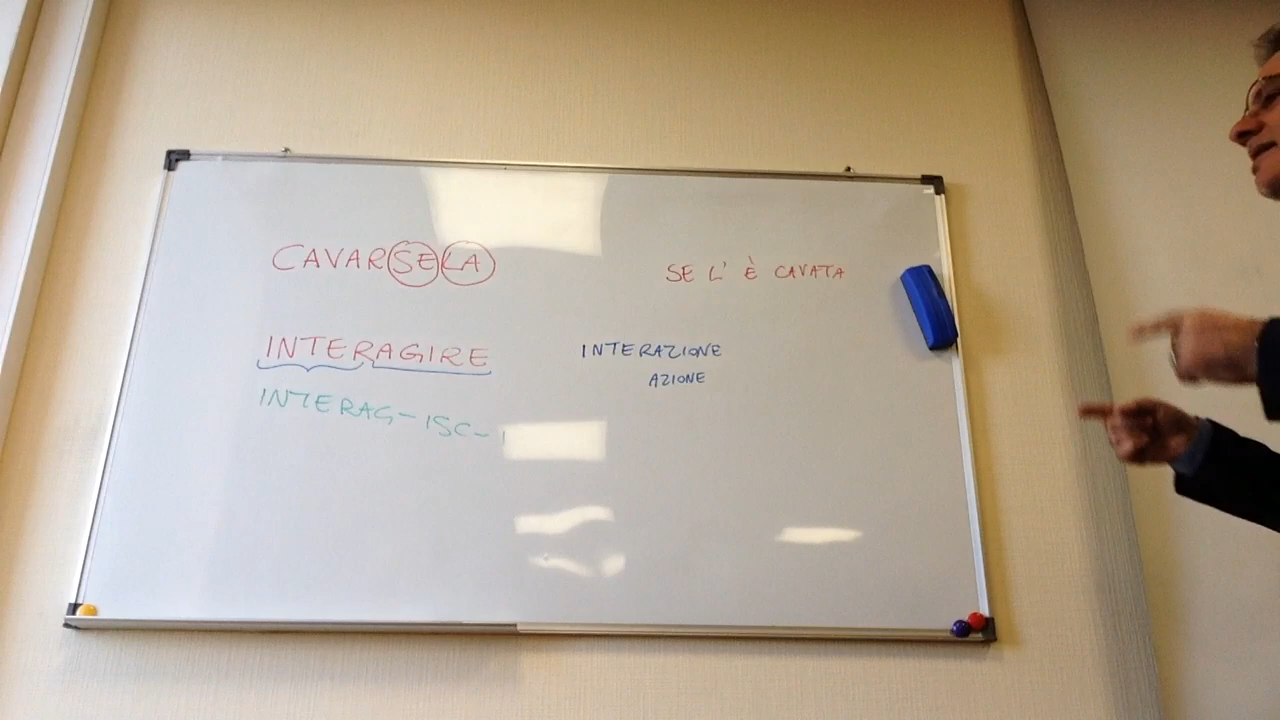 CAVARSELA
SE L' È CAVATA
INTERAGIRE
INTERAZIONE
AZIONE
INTERAG-ISC-I